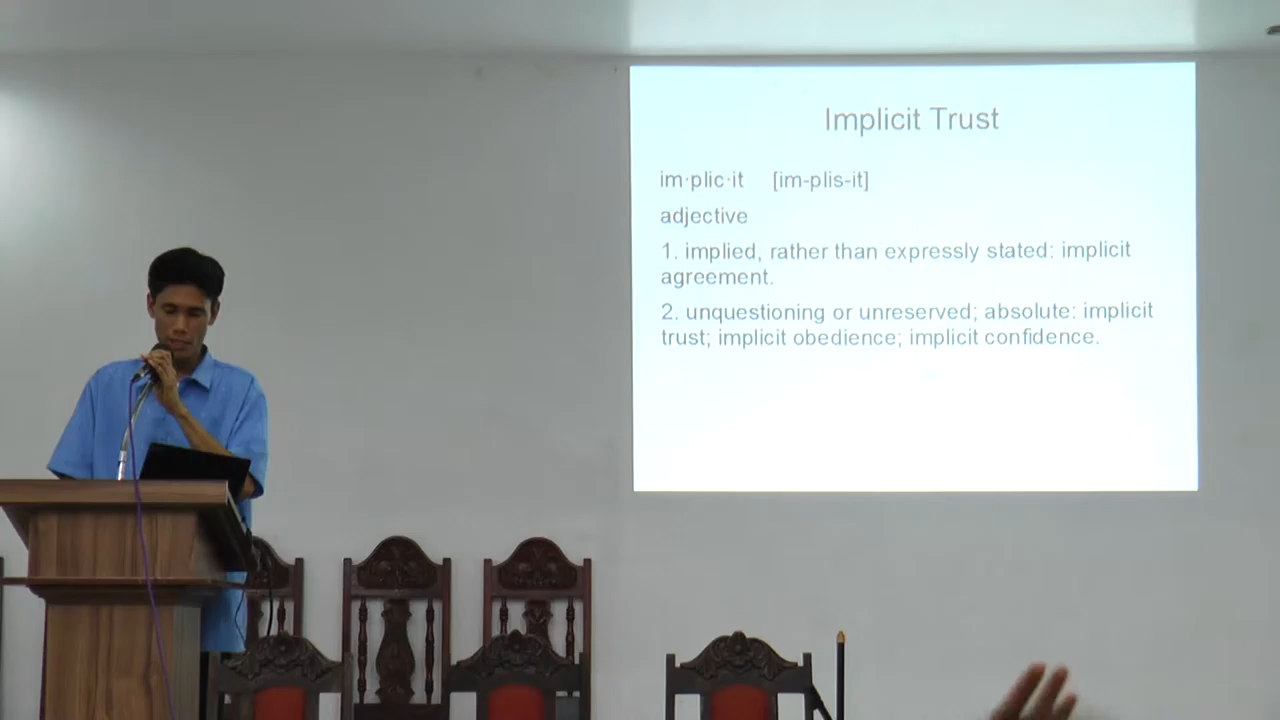 Implicit Trust
im·plic·it [im-plis-it]
adjective
1. implied, rather than expressly stated: implicit
agreement.
2. unquestioning or unreserved; absolute: implicit
trust; implicit obedience; implicit confidence.